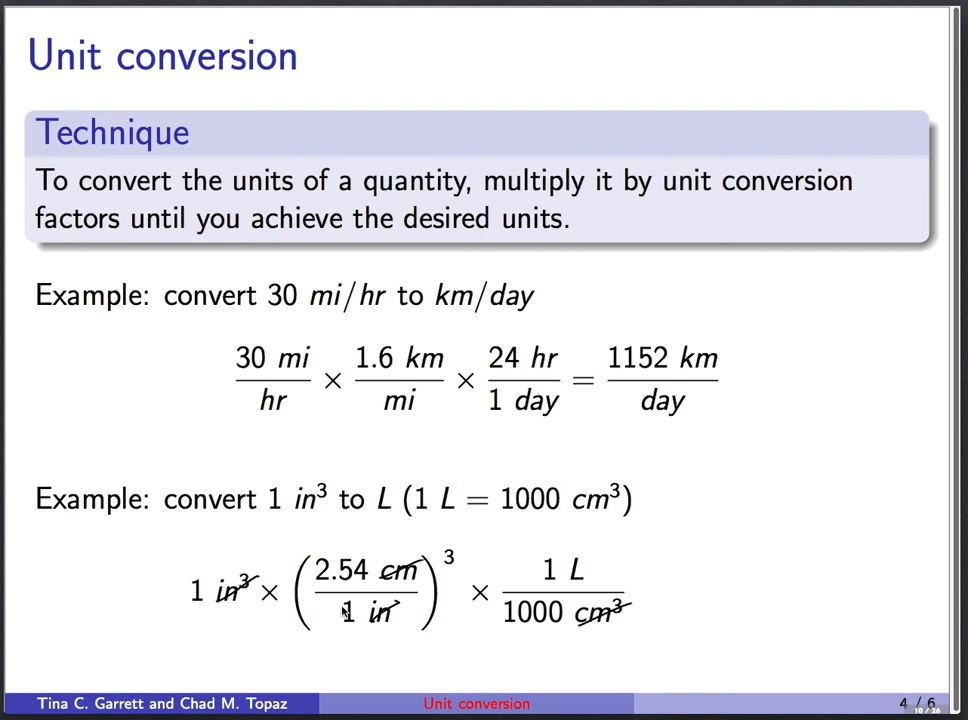 Unit conversion
Technique
To convert the units of a quantity, multiply it by unit conversion
factors until you achieve the desired units.
Example: convert 30 mi/hr to km/day
30 mi / hr × 1.6 km / mi × 24 hr / 1 day = 1152 km / day
Example: convert 1 in³ to L (1 L = 1000 cm³)
1 in³ × (2.54 cm / 1 in)³ × 1 L / 1000 cm³
Tina C. Garrett and Chad M. Topaz Unit conversion 4 / 6
10 / 26